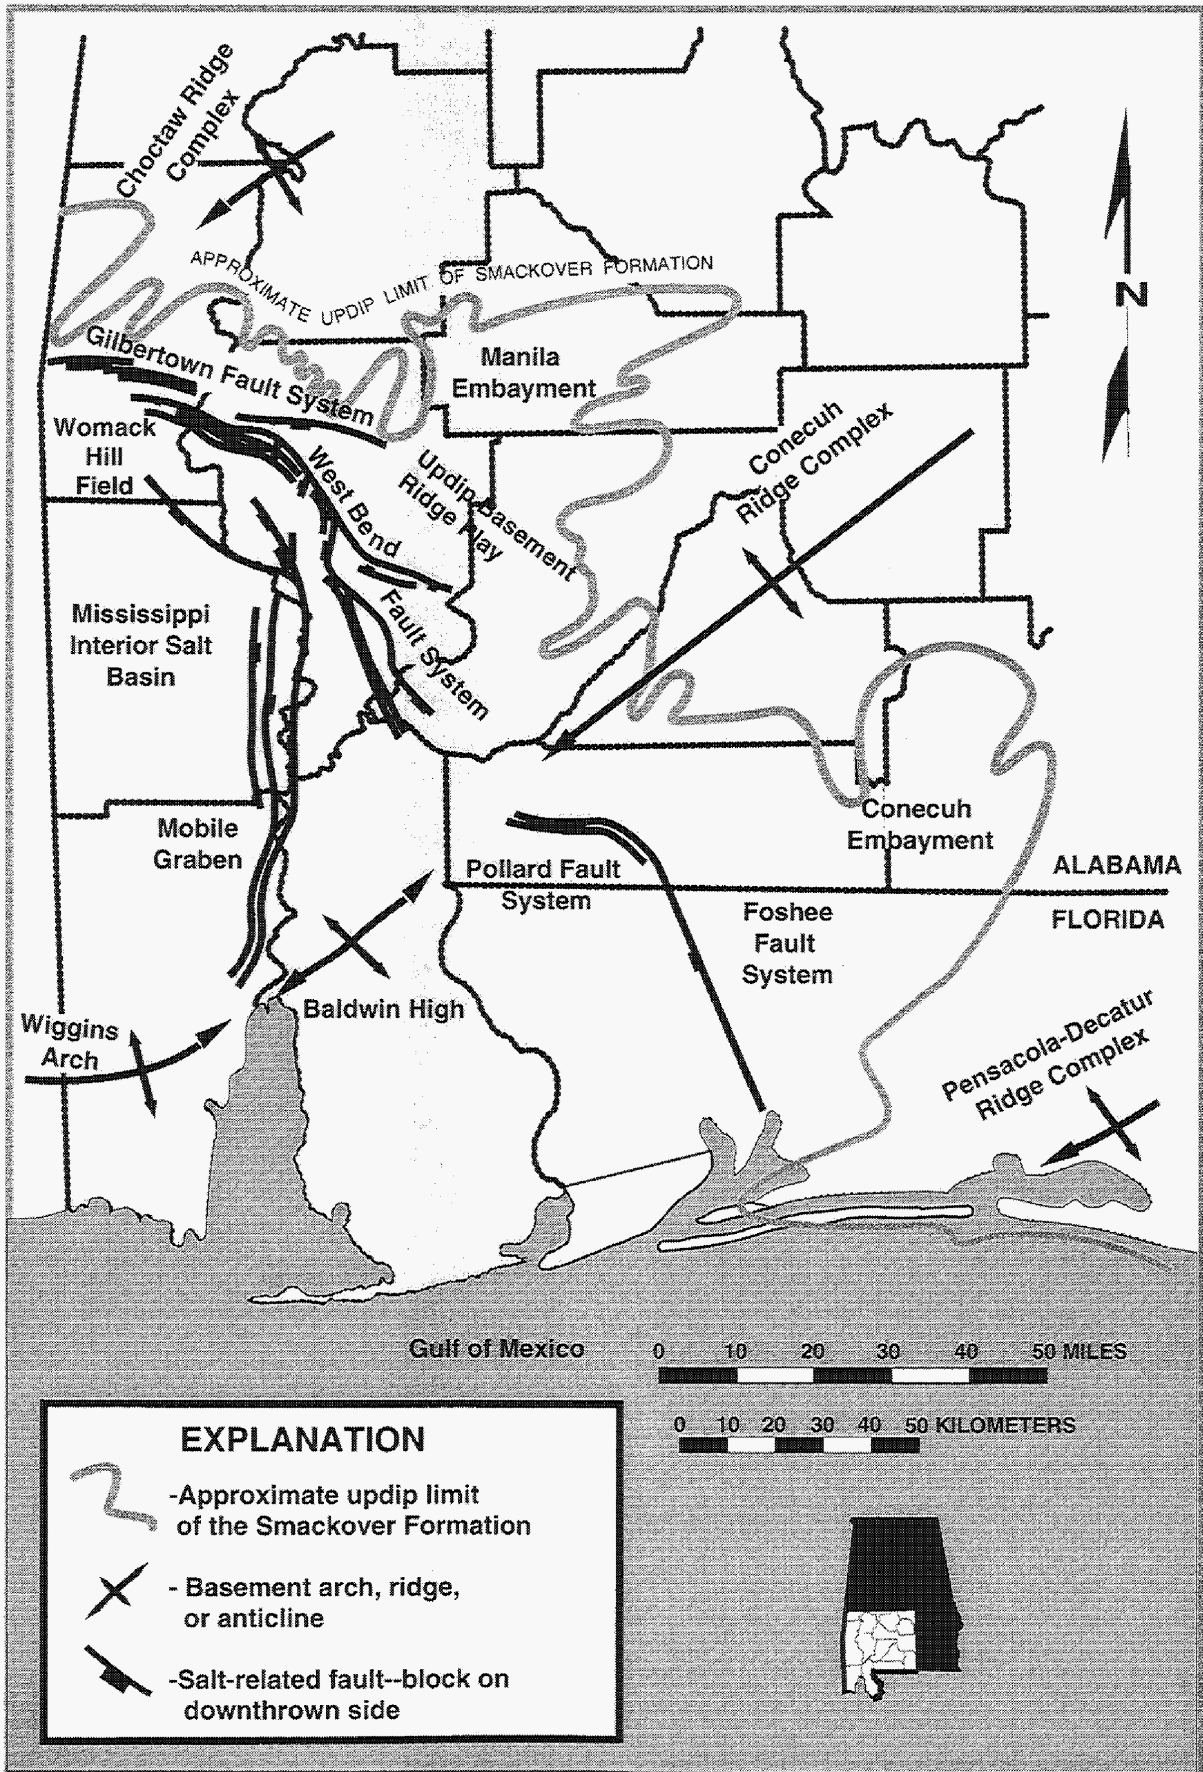 Choctaw Ridge
Complex
APPROXIMATE UPDIP LIMIT OF SMACKOVER FORMATION
N
Gilbertown Fault System
Manila
Embayment
Womack
Hill
Field
West Bend
Fault System
Updip Basement
Ridge Play
Conecuh
Ridge Complex
Mississippi
Interior Salt
Basin
Mobile
Graben
Conecuh
Embayment
Pollard Fault
System
ALABAMA
FLORIDA
Foshee
Fault
System
Baldwin High
Wiggins
Arch
Pensacola-Decatur
Ridge Complex
Gulf of Mexico
0 10 20 30 40 50 MILES
0 10 20 30 40 50 KILOMETERS
EXPLANATION
-Approximate updip limit
of the Smackover Formation
- Basement arch, ridge,
or anticline
-Salt-related fault--block on
downthrown side